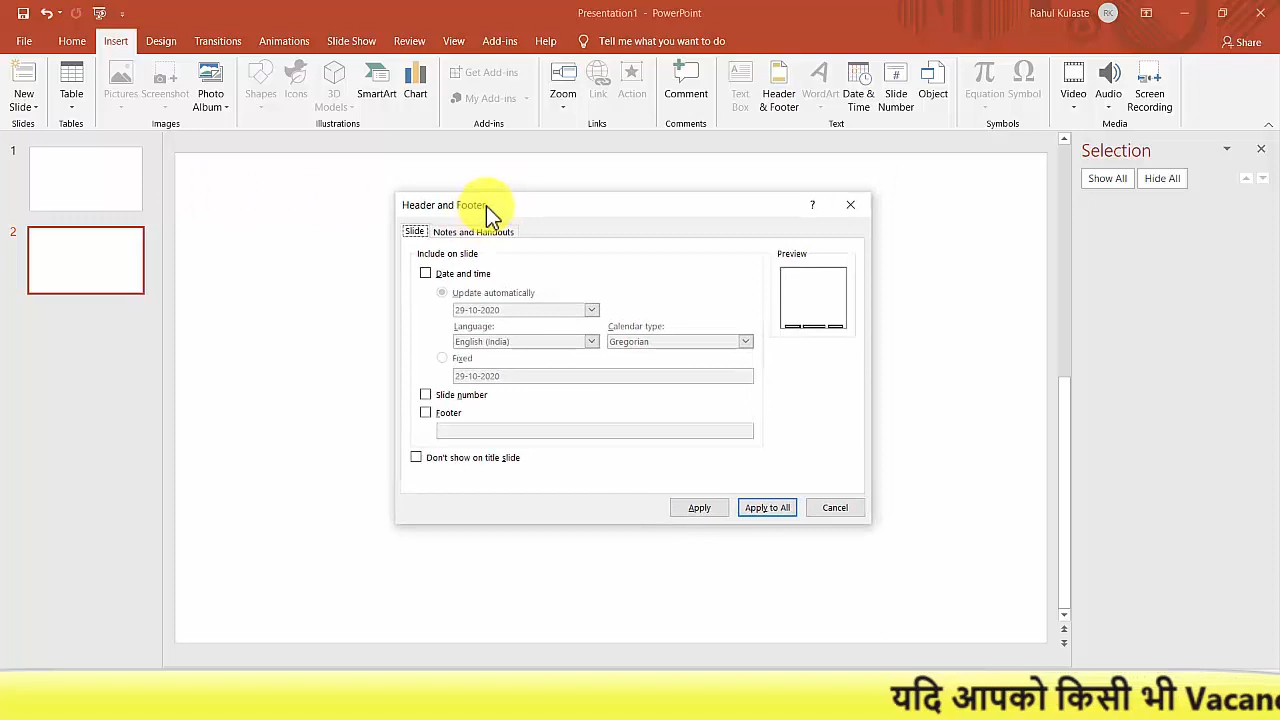 Presentation1 - PowerPoint
Rahul Kulaste RK
File Home Insert Design Transitions Animations Slide Show Review View Add-ins Help Tell me what you want to do Share
New Slide
Slides
Table
Tables
Pictures
Screenshot
Photo Album
Images
Shapes
Icons
3D Models
SmartArt
Chart
Illustrations
Get Add-ins
My Add-ins
Add-ins
Zoom
Link
Action
Links
Comment
Comments
Text Box
Header & Footer
WordArt
Date & Time
Slide Number
Object
Text
Equation
Symbol
Symbols
Video
Audio
Screen Recording
Media
1
2
Header and Footer
?
Slide
Notes and Handouts
Include on slide
Date and time
Update automatically
29-10-2020
Language:
Calendar type:
English (India)
Gregorian
Fixed
29-10-2020
Slide number
Footer
Don't show on title slide
Preview
Apply
Apply to All
Cancel
Selection
Show All
Hide All
यदि आपको किसी भी